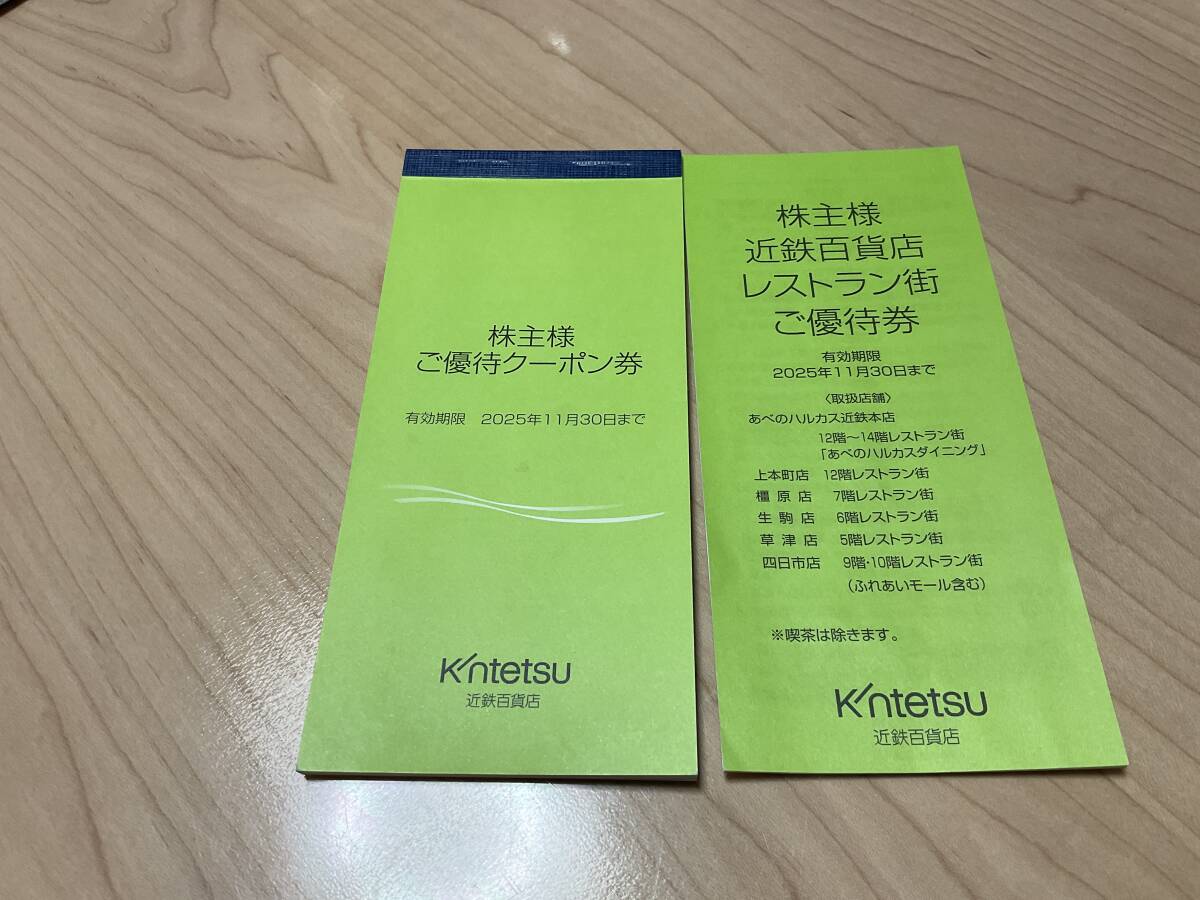 株主様
ご優待クーポン券
有効期限 2025年11月30日まで
Kintetsu
近鉄百貨店
株主様
近鉄百貨店
レストラン街
ご優待券
有効期限
2025年11月30日まで
〈取扱店舗〉
あべのハルカス近鉄本店
12階～14階レストラン街
「あべのハルカスダイニング」
上本町店 12階レストラン街
橿原店 7階レストラン街
生駒店 6階レストラン街
草津店 5階レストラン街
四日市店 9階・10階レストラン街
(ふれあいモール含む)
※喫茶は除きます。
Kintetsu
近鉄百貨店